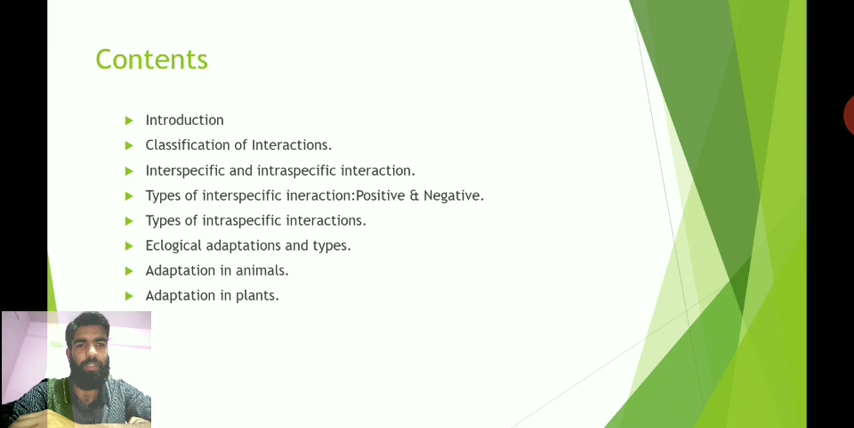 Contents
Introduction
Classification of Interactions.
Interspecific and intraspecific interaction.
Types of interspecific ineraction:Positive & Negative.
Types of intraspecific interactions.
Eclogical adaptations and types.
Adaptation in animals.
Adaptation in plants.